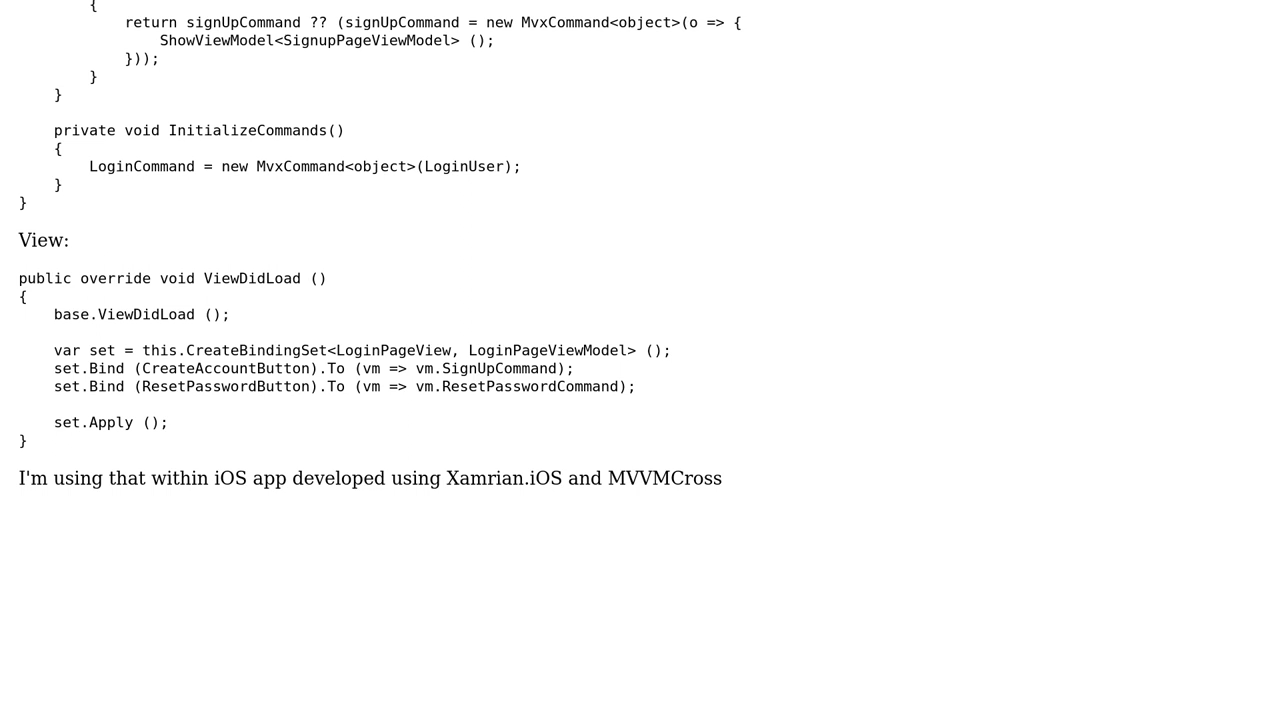 {
return signUpCommand ?? (signUpCommand = new MvxCommand<object>(o => {
ShowViewModel<SignupPageViewModel> ();
}));
}
}
private void InitializeCommands()
{
LoginCommand = new MvxCommand<object>(LoginUser);
}
}
View:
public override void ViewDidLoad ()
{
base.ViewDidLoad ();
var set = this.CreateBindingSet<LoginPageView, LoginPageViewModel> ();
set.Bind (CreateAccountButton).To (vm => vm.SignUpCommand);
set.Bind (ResetPasswordButton).To (vm => vm.ResetPasswordCommand);
set.Apply ();
}
I'm using that within iOS app developed using Xamrian.iOS and MVVMCross